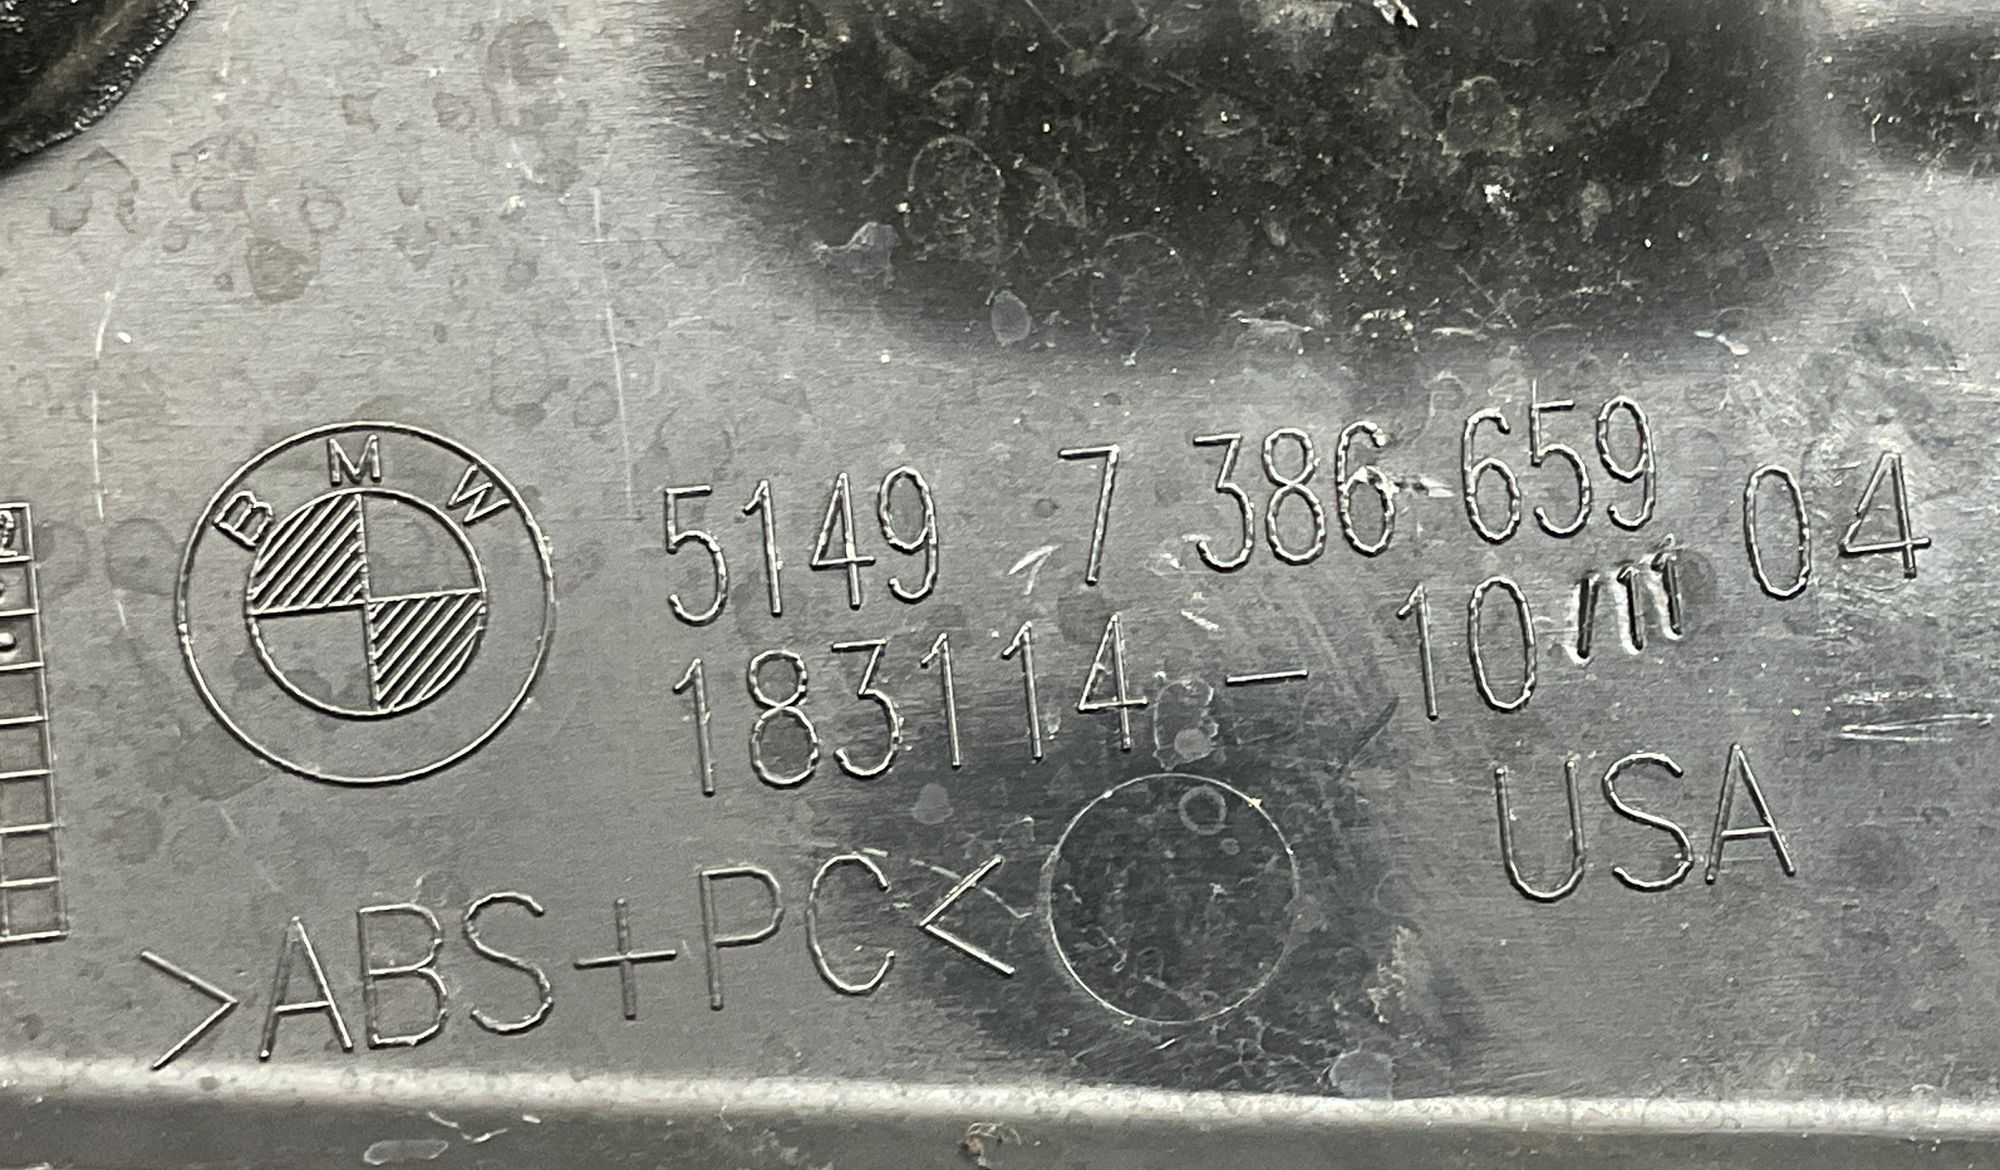 BMW
5149 7 386 659 04
183114 - 10
USA
>ABS+PC<